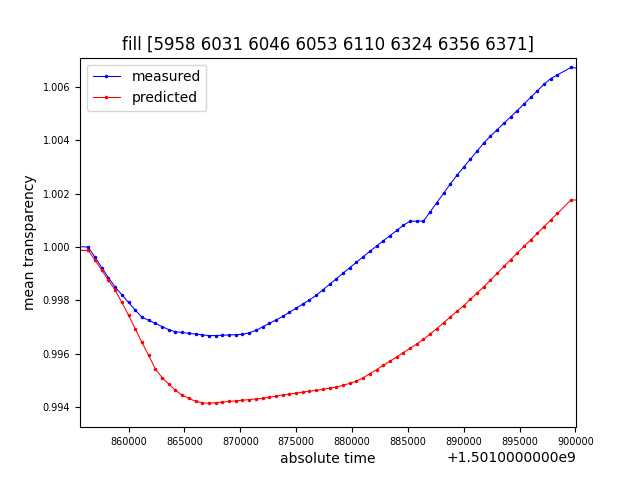 fill [5958 6031 6046 6053 6110 6324 6356 6371]
measured
predicted
mean transparency
1.006
1.004
1.002
1.000
0.998
0.996
0.994
860000 865000 870000 875000 880000 885000 890000 895000 900000
absolute time
+1.5010000000e9